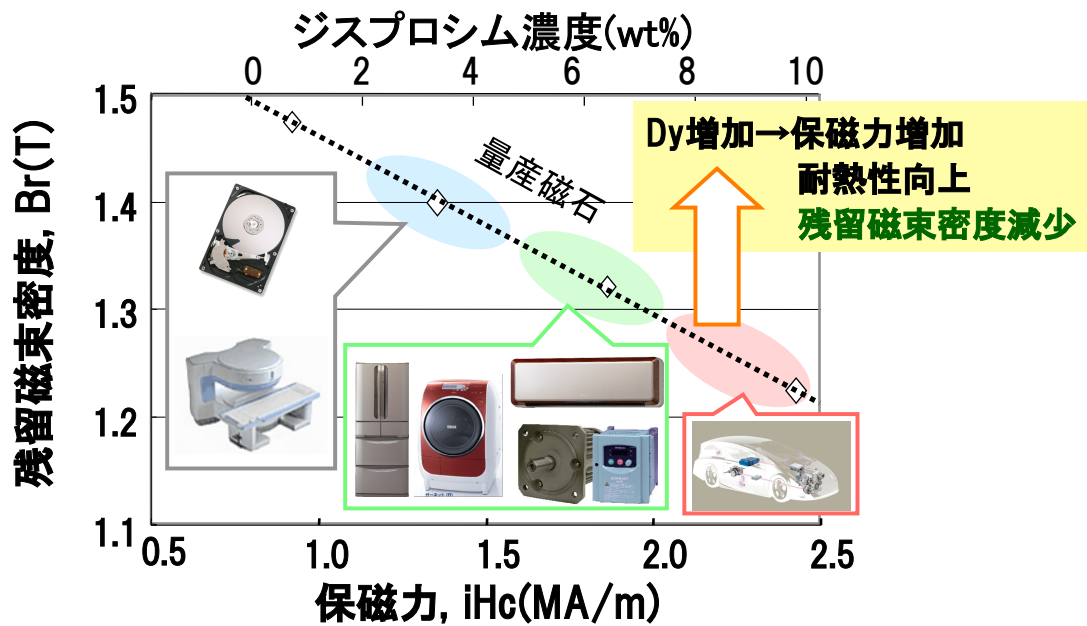 ジスプロシム濃度(wt%)
0 2 4 6 8 10
残留磁束密度, Br(T)
1.5
1.4
1.3
1.2
1.1
量産磁石
Dy増加→保磁力増加
耐熱性向上
残留磁束密度減少
0.5 1.0 1.5 2.0 2.5
保磁力, iHc(MA/m)